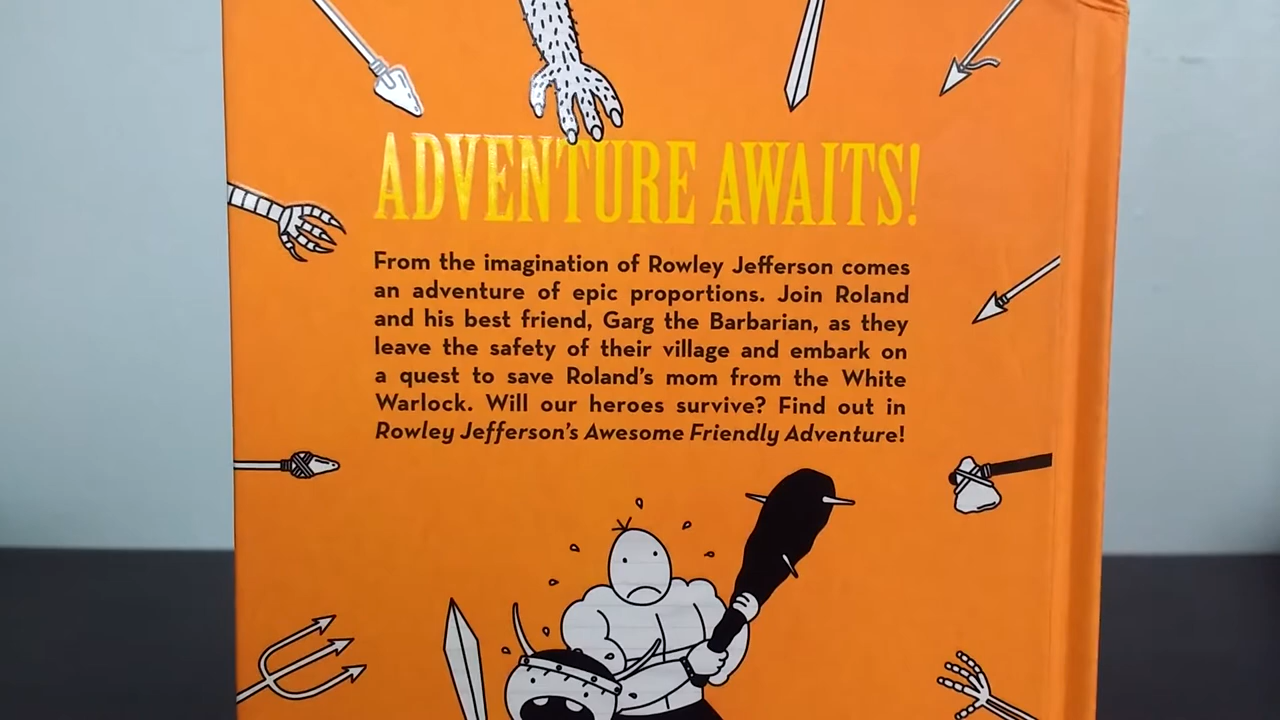 ADVENTURE AWAITS!
From the imagination of Rowley Jefferson comes
an adventure of epic proportions. Join Roland
and his best friend, Garg the Barbarian, as they
leave the safety of their village and embark on
a quest to save Roland's mom from the White
Warlock. Will our heroes survive? Find out in
Rowley Jefferson's Awesome Friendly Adventure!